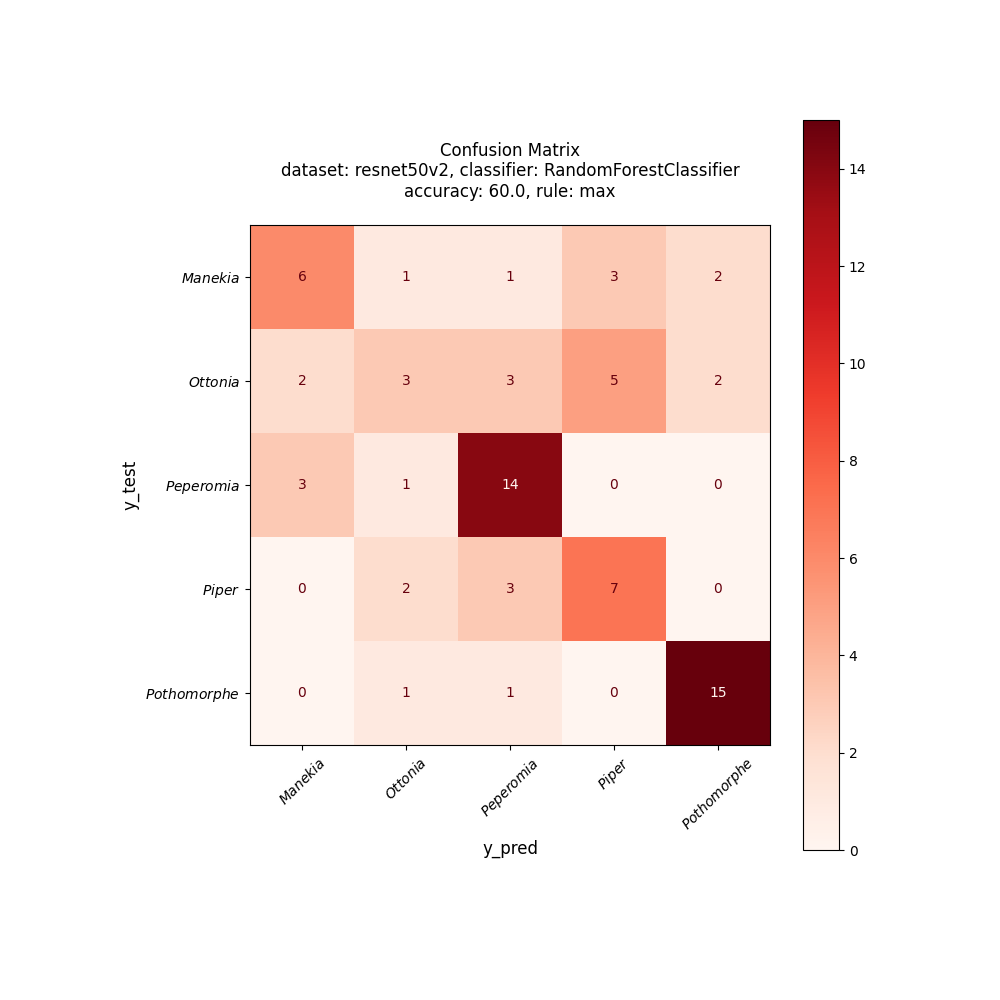 Confusion Matrix
dataset: resnet50v2, classifier: RandomForestClassifier
accuracy: 60.0, rule: max
Manekia 6 1 1 3 2
Ottonia 2 3 3 5 2
Peperomia 3 1 14 0 0
Piper 0 2 3 7 0
Pothomorphe 0 1 1 0 15
Manekia Ottonia Peperomia Piper Pothomorphe
y_test
y_pred
14
12
10
8
6
4
2
0